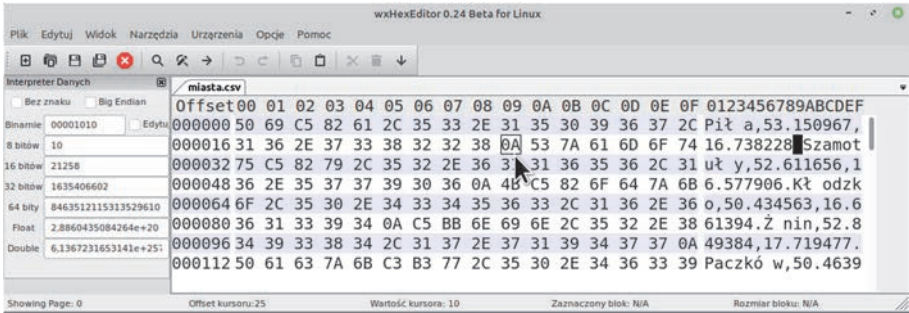 wxHexEditor 0.24 Beta for Linux
Plik Edytuj Widok Narzędzia Urządzenia Opcje Pomoc
Interpreter Danych
miasta.csv
Bez znaku Big Endian
Binarnie 00001010 Edytu
8 bitów 10
16 bitów 21258
32 bitów 1635406602
64 bity 8463512115313529610
Float 2,8860435084264e+20
Double 6,1367231653141e+25
Offset 00 01 02 03 04 05 06 07 08 09 0A 0B 0C 0D 0E 0F 0123456789ABCDEF
000000 50 69 C5 82 61 2C 35 33 2E 31 35 30 39 36 37 2C Pił a,53.150967,
000016 31 36 2E 37 33 38 32 32 38 0A 53 7A 61 6D 6F 74 16.738228 Szamot
000032 75 C5 82 79 2C 35 32 2E 36 31 31 36 35 36 2C 31 uł y,52.611656,1
000048 36 2E 35 37 37 39 30 36 0A 4B C5 82 6F 64 7A 6B 6.577906.Kł odzk
000064 6F 2C 35 30 2E 34 33 34 35 36 33 2C 31 36 2E 36 o,50.434563,16.6
000080 36 31 33 39 34 0A C5 BB 6E 69 6E 2C 35 32 2E 38 61394.Ż nin,52.8
000096 34 39 33 38 34 2C 31 37 2E 37 31 39 34 37 37 0A 49384,17.719477.
000112 50 61 63 7A 6B C3 B3 77 2C 35 30 2E 34 36 33 39 Paczkó w,50.4639
Showing Page: 0 Offset kursoru:25 Wartość kursora: 10 Zaznaczony blok: N/A Rozmiar bloku: N/A